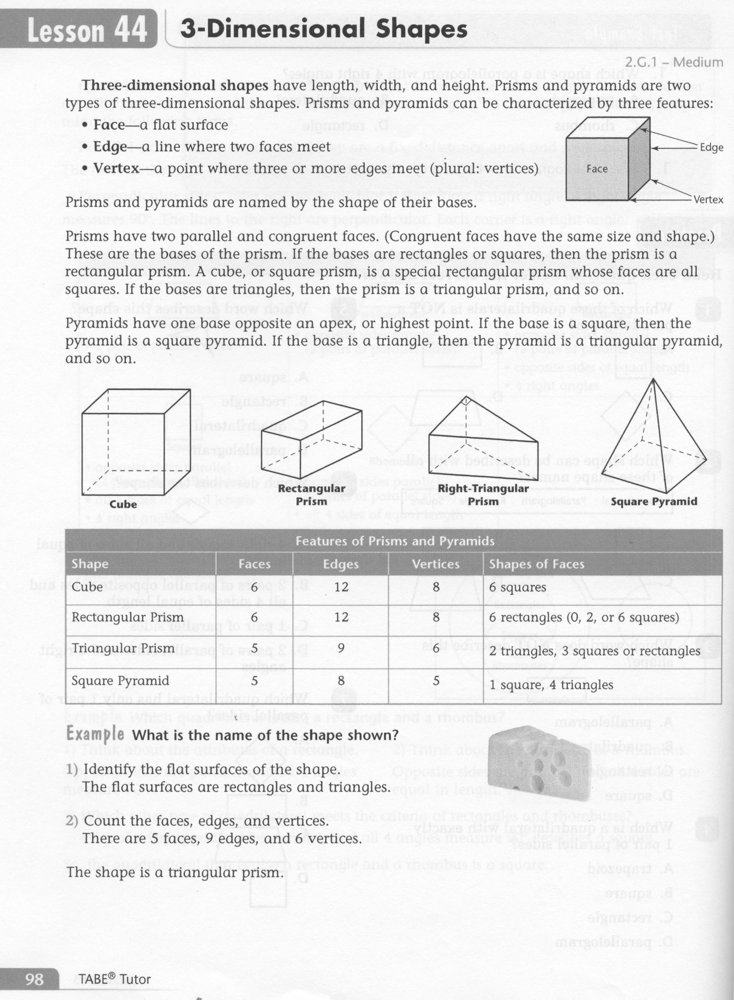 Lesson 44
3-Dimensional Shapes
2.G.1 – Medium
Three-dimensional shapes have length, width, and height. Prisms and pyramids are two
types of three-dimensional shapes. Prisms and pyramids can be characterized by three features:
• Face—a flat surface
• Edge—a line where two faces meet
• Vertex—a point where three or more edges meet (plural: vertices)
Edge
Face
Vertex
Prisms and pyramids are named by the shape of their bases.
Prisms have two parallel and congruent faces. (Congruent faces have the same size and shape.)
These are the bases of the prism. If the bases are rectangles or squares, then the prism is a
rectangular prism. A cube, or square prism, is a special rectangular prism whose faces are all
squares. If the bases are triangles, then the prism is a triangular prism, and so on.
Pyramids have one base opposite an apex, or highest point. If the base is a square, then the
pyramid is a square pyramid. If the base is a triangle, then the pyramid is a triangular pyramid,
and so on.
Cube
Rectangular
Prism
Right-Triangular
Prism
Square Pyramid
Features of Prisms and Pyramids
Shape Faces Edges Vertices Shapes of Faces
Cube 6 12 8 6 squares
Rectangular Prism 6 12 8 6 rectangles (0, 2, or 6 squares)
Triangular Prism 5 9 6 2 triangles, 3 squares or rectangles
Square Pyramid 5 8 5 1 square, 4 triangles
Example What is the name of the shape shown?
1) Identify the flat surfaces of the shape.
The flat surfaces are rectangles and triangles.
2) Count the faces, edges, and vertices.
There are 5 faces, 9 edges, and 6 vertices.
The shape is a triangular prism.
98 TABE® Tutor